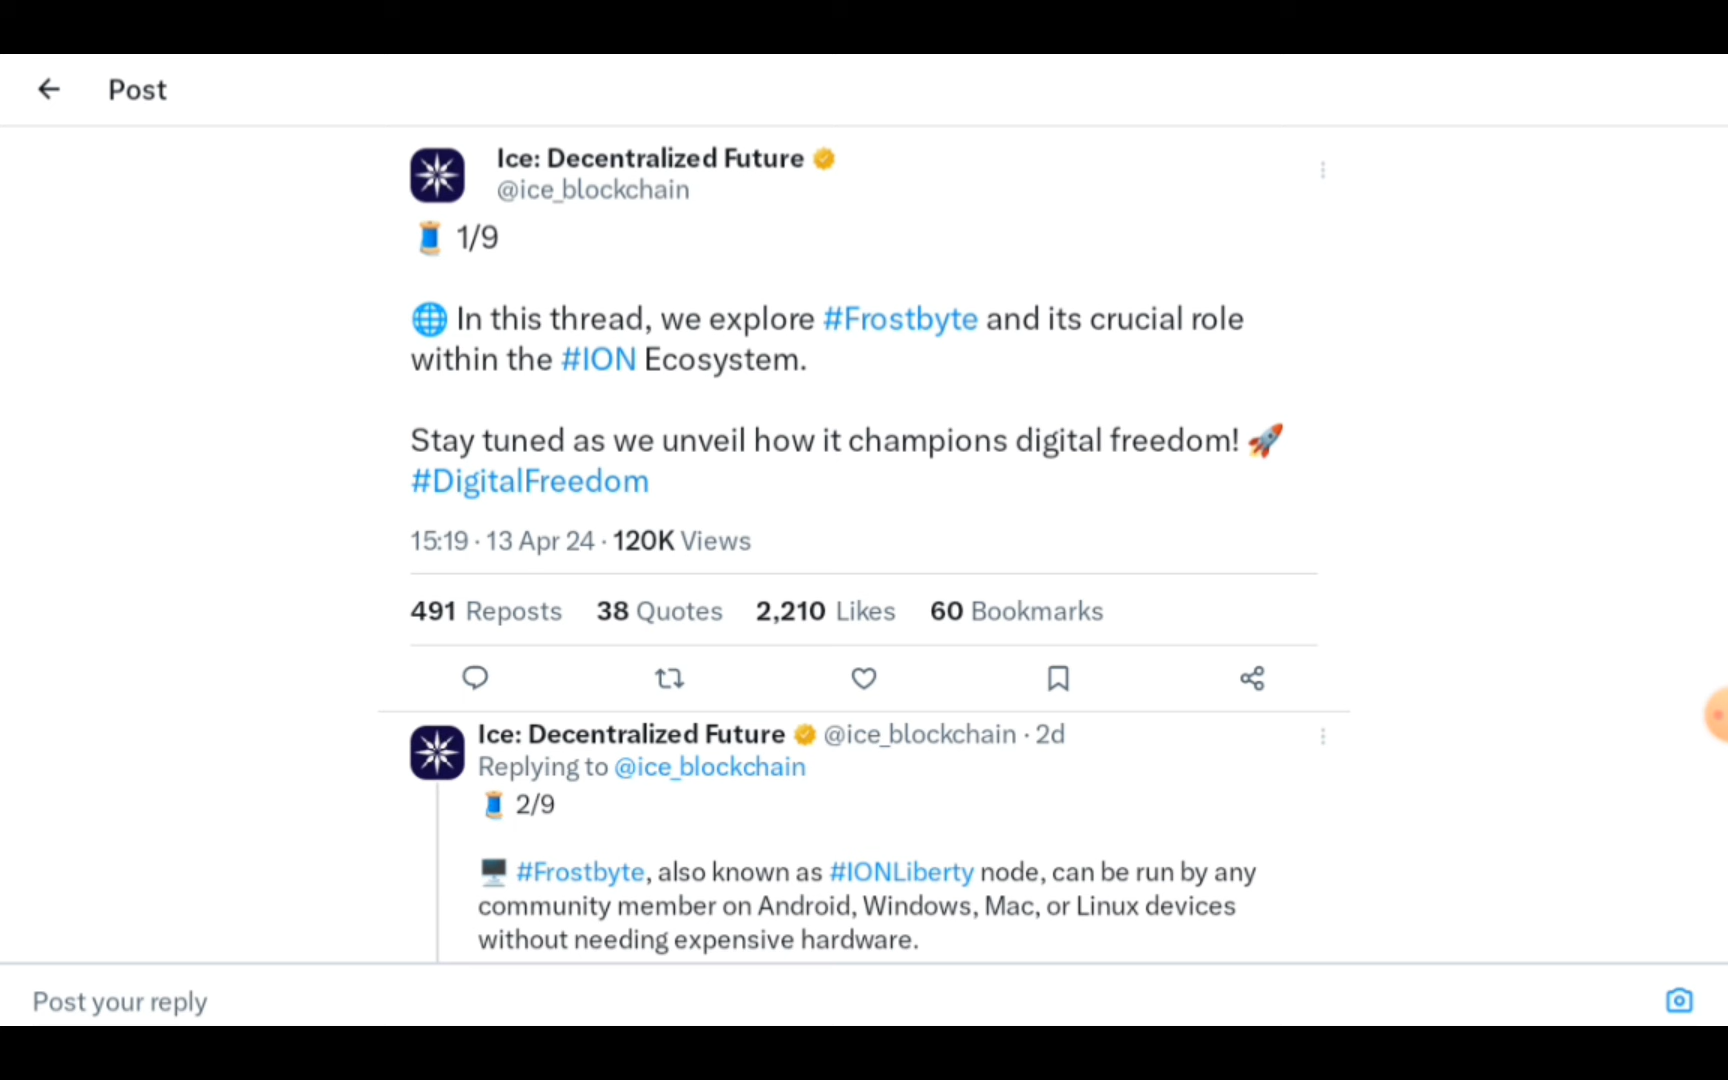 Post
Ice: Decentralized Future
@ice_blockchain
🧵 1/9
🌐 In this thread, we explore #Frostbyte and its crucial role
within the #ION Ecosystem.
Stay tuned as we unveil how it champions digital freedom! 🚀
#DigitalFreedom
15:19 · 13 Apr 24 · 120K Views
491 Reposts 38 Quotes 2,210 Likes 60 Bookmarks
Ice: Decentralized Future @ice_blockchain · 2d
Replying to @ice_blockchain
🧵 2/9
🖥️ #Frostbyte, also known as #IONLiberty node, can be run by any
community member on Android, Windows, Mac, or Linux devices
without needing expensive hardware.
Post your reply